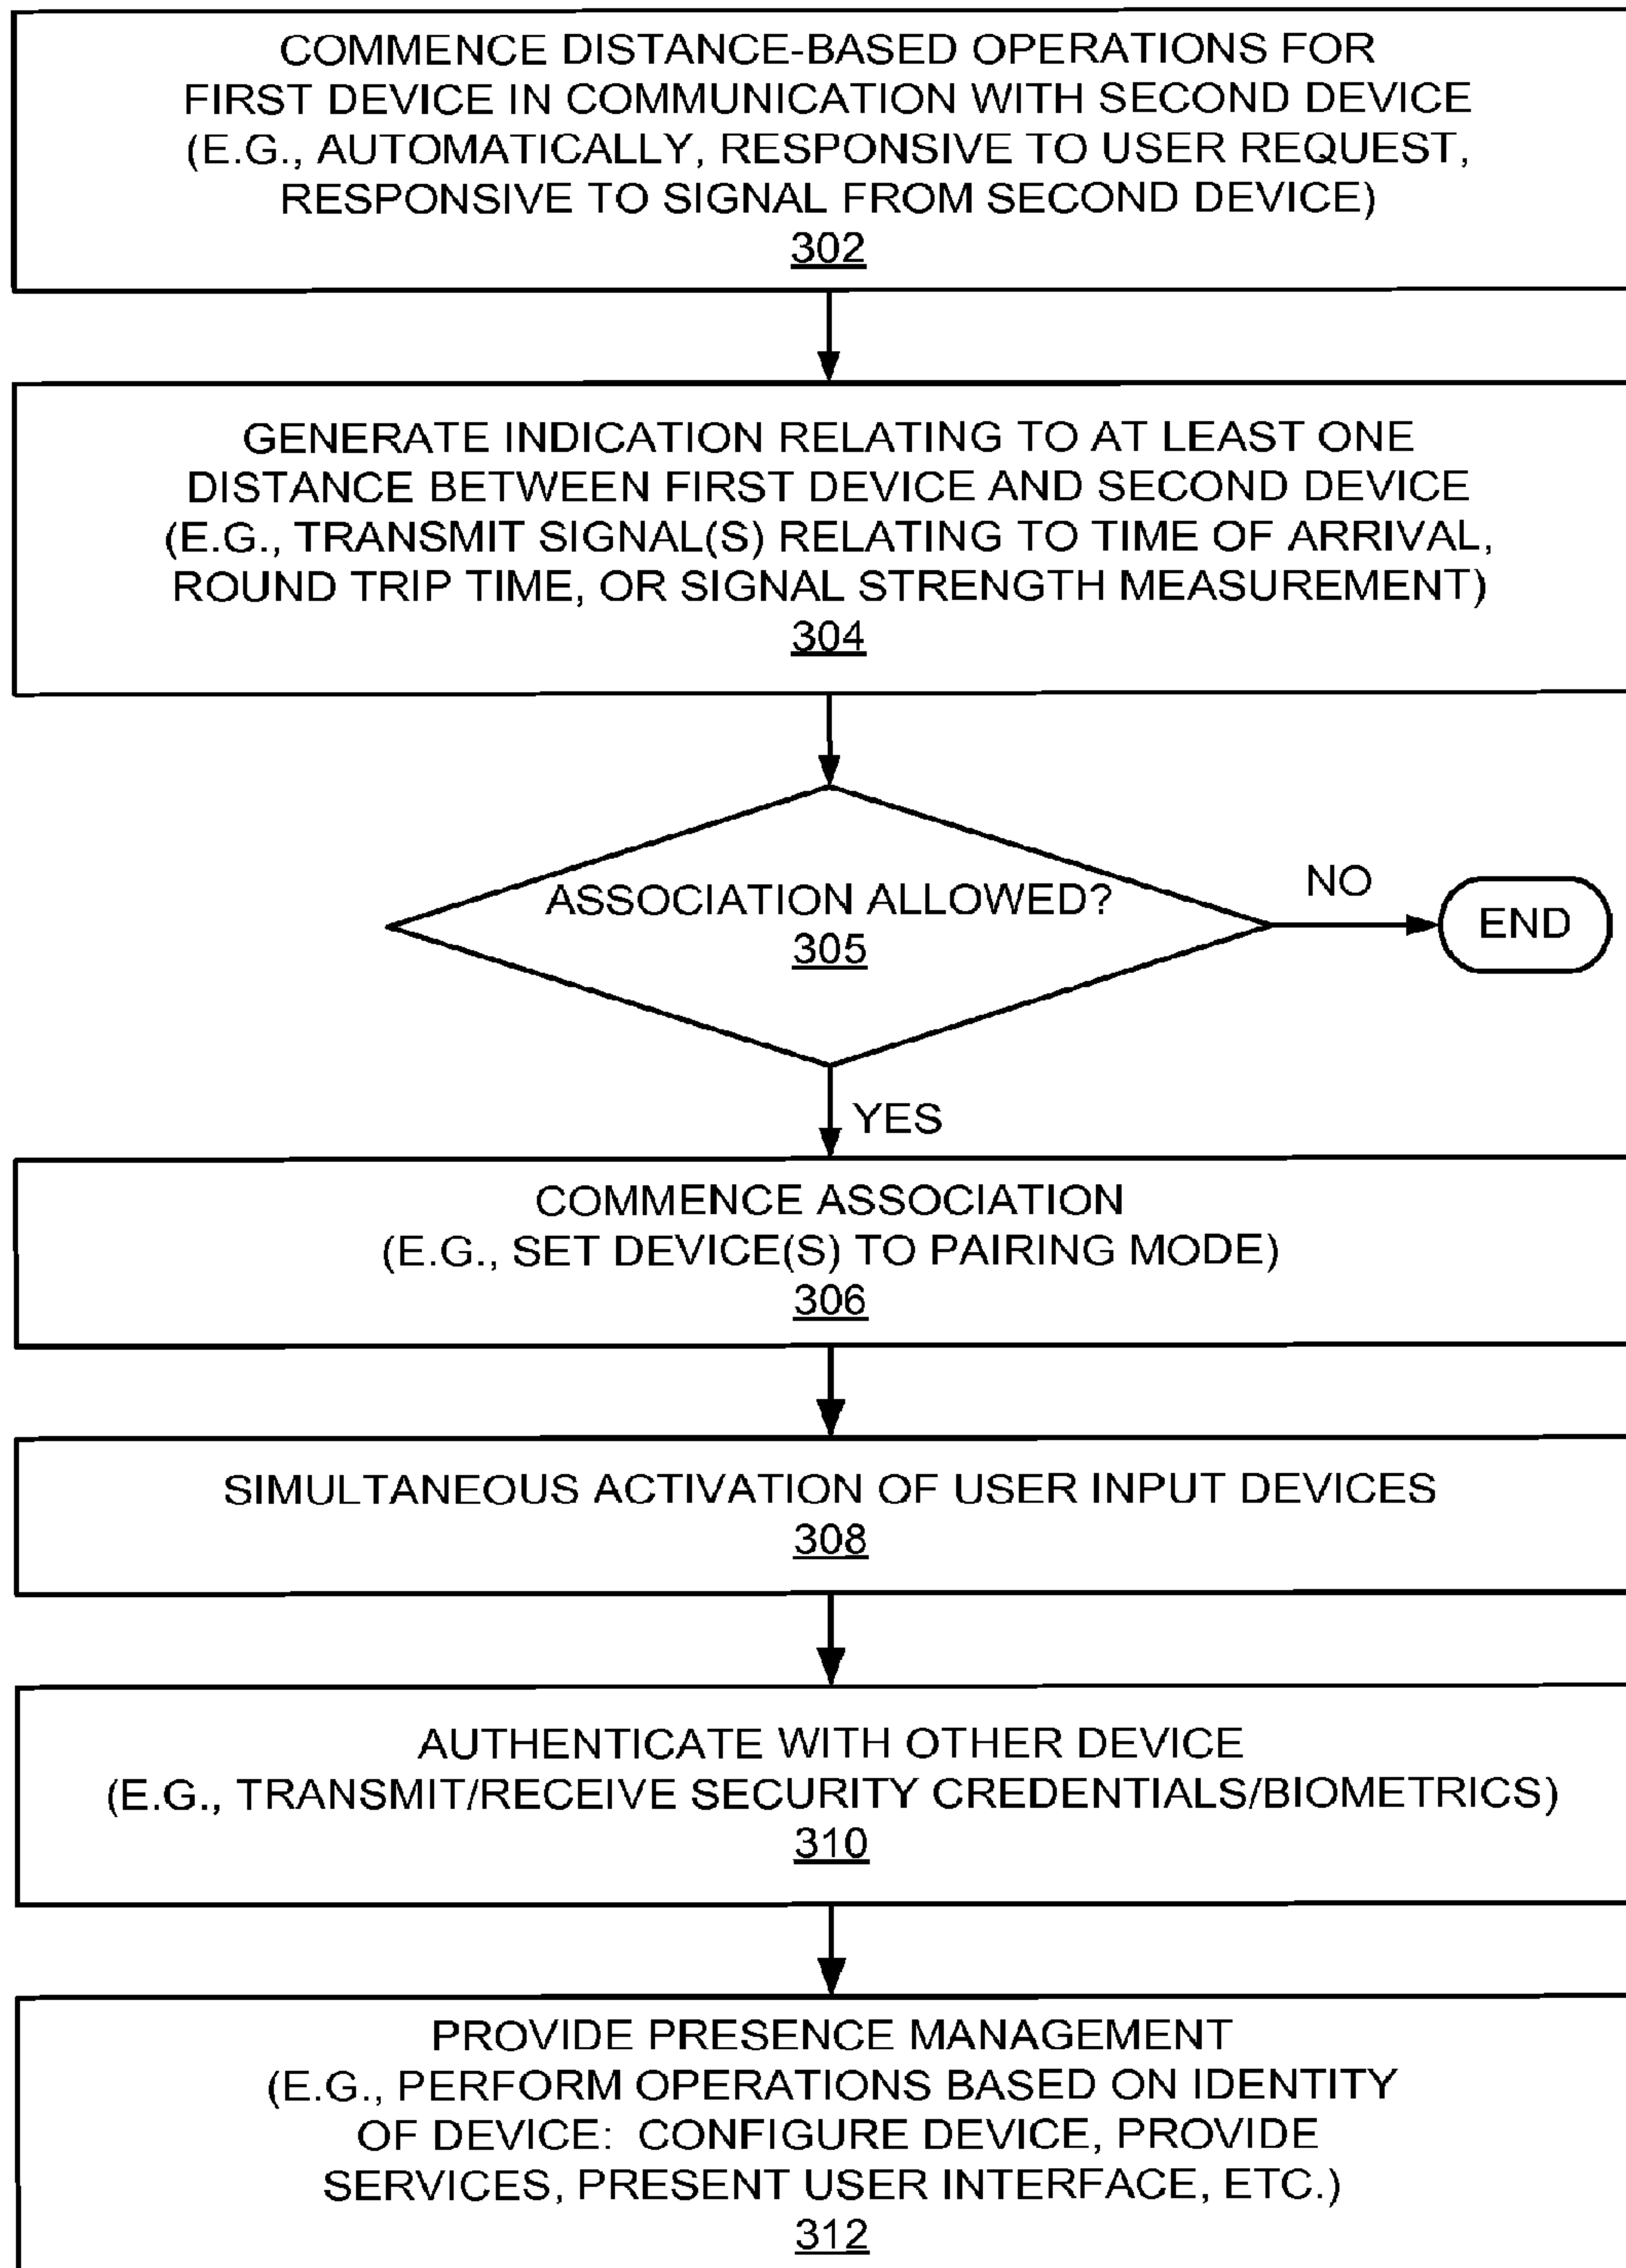 COMMENCE DISTANCE-BASED OPERATIONS FOR
FIRST DEVICE IN COMMUNICATION WITH SECOND DEVICE
(E.G., AUTOMATICALLY, RESPONSIVE TO USER REQUEST,
RESPONSIVE TO SIGNAL FROM SECOND DEVICE)
302
GENERATE INDICATION RELATING TO AT LEAST ONE
DISTANCE BETWEEN FIRST DEVICE AND SECOND DEVICE
(E.G., TRANSMIT SIGNAL(S) RELATING TO TIME OF ARRIVAL,
ROUND TRIP TIME, OR SIGNAL STRENGTH MEASUREMENT)
304
ASSOCIATION ALLOWED?
305
NO
END
YES
COMMENCE ASSOCIATION
(E.G., SET DEVICE(S) TO PAIRING MODE)
306
SIMULTANEOUS ACTIVATION OF USER INPUT DEVICES
308
AUTHENTICATE WITH OTHER DEVICE
(E.G., TRANSMIT/RECEIVE SECURITY CREDENTIALS/BIOMETRICS)
310
PROVIDE PRESENCE MANAGEMENT
(E.G., PERFORM OPERATIONS BASED ON IDENTITY
OF DEVICE: CONFIGURE DEVICE, PROVIDE
SERVICES, PRESENT USER INTERFACE, ETC.)
312